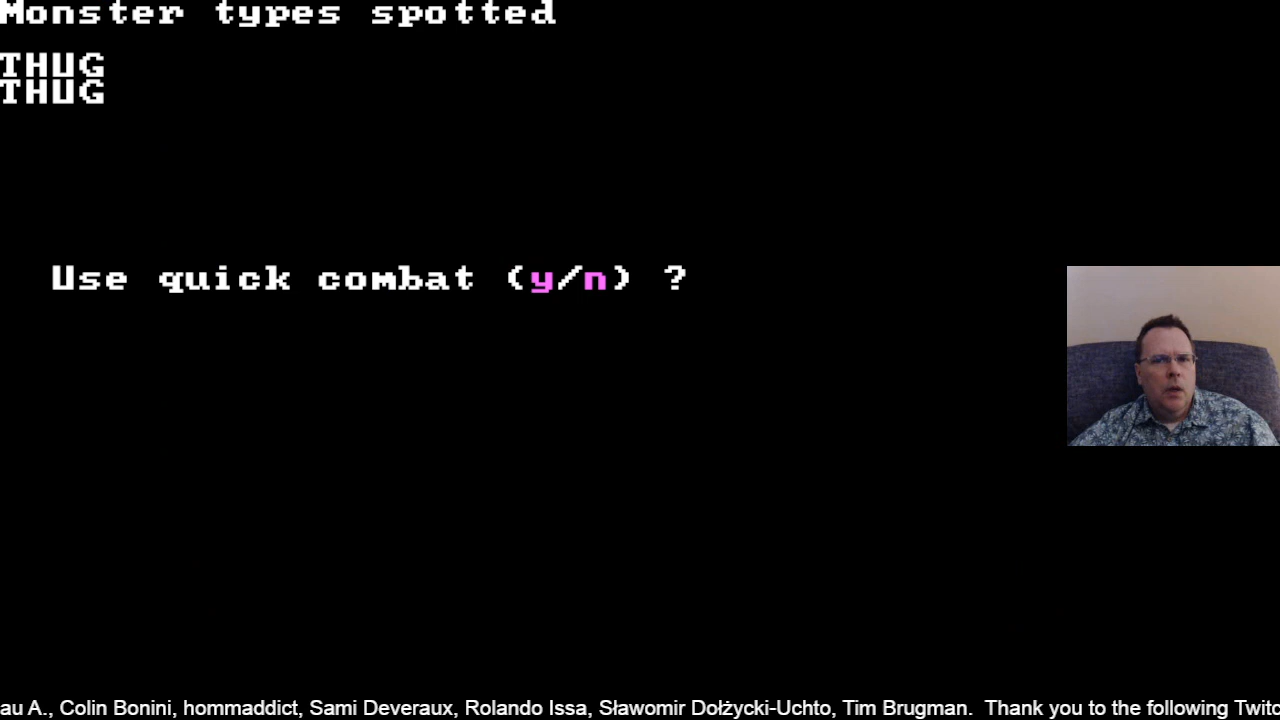 Monster types spotted
THUG
THUG
Use quick combat (y/n) ?
au A., Colin Bonini, hommaddict, Sami Deveraux, Rolando Issa, Sławomir Dołżycki-Uchto, Tim Brugman.  Thank you to the following Twitc